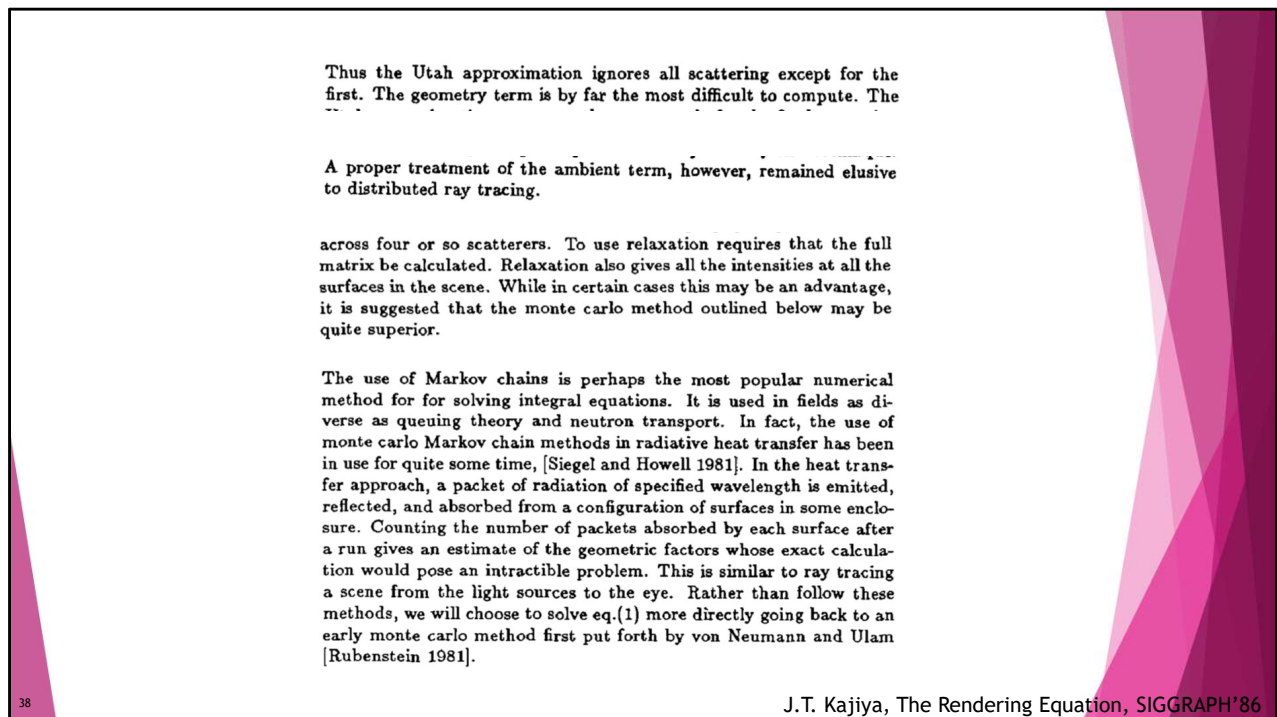 Thus the Utah approximation ignores all scattering except for the
first. The geometry term is by far the most difficult to compute. The
A proper treatment of the ambient term, however, remained elusive
to distributed ray tracing.
across four or so scatterers. To use relaxation requires that the full
matrix be calculated. Relaxation also gives all the intensities at all the
surfaces in the scene. While in certain cases this may be an advantage,
it is suggested that the monte carlo method outlined below may be
quite superior.
The use of Markov chains is perhaps the most popular numerical
method for for solving integral equations. It is used in fields as di-
verse as queuing theory and neutron transport. In fact, the use of
monte carlo Markov chain methods in radiative heat transfer has been
in use for quite some time, [Siegel and Howell 1981]. In the heat trans-
fer approach, a packet of radiation of specified wavelength is emitted,
reflected, and absorbed from a configuration of surfaces in some enclo-
sure. Counting the number of packets absorbed by each surface after
a run gives an estimate of the geometric factors whose exact calcula-
tion would pose an intractible problem. This is similar to ray tracing
a scene from the light sources to the eye. Rather than follow these
methods, we will choose to solve eq.(1) more directly going back to an
early monte carlo method first put forth by von Neumann and Ulam
[Rubenstein 1981].
38
J.T. Kajiya, The Rendering Equation, SIGGRAPH'86